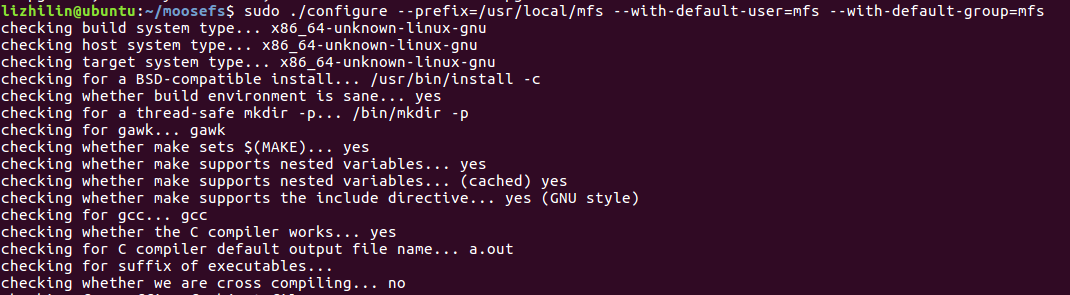 lizhilin@ubuntu:~/moosefs$ sudo ./configure --prefix=/usr/local/mfs --with-default-user=mfs --with-default-group=mfs
checking build system type... x86_64-unknown-linux-gnu
checking host system type... x86_64-unknown-linux-gnu
checking target system type... x86_64-unknown-linux-gnu
checking for a BSD-compatible install... /usr/bin/install -c
checking whether build environment is sane... yes
checking for a thread-safe mkdir -p... /bin/mkdir -p
checking for gawk... gawk
checking whether make sets $(MAKE)... yes
checking whether make supports nested variables... yes
checking whether make supports nested variables... (cached) yes
checking whether make supports the include directive... yes (GNU style)
checking for gcc... gcc
checking whether the C compiler works... yes
checking for C compiler default output file name... a.out
checking for suffix of executables...
checking whether we are cross compiling... no